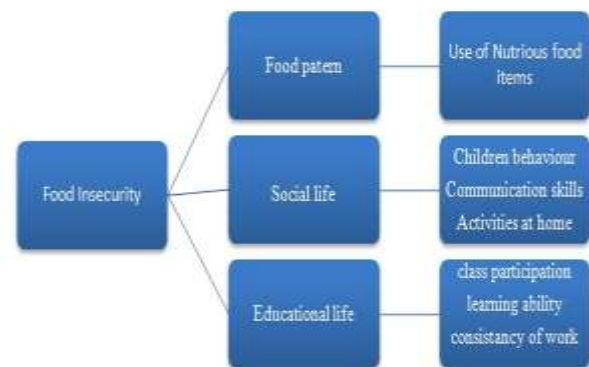 Food Insecurity
Food patern
Use of Nutrious food
items
Social life
Children behaviour
Communication skills
Activities at home
Educational life
class participation
learning ability
consistancy of work